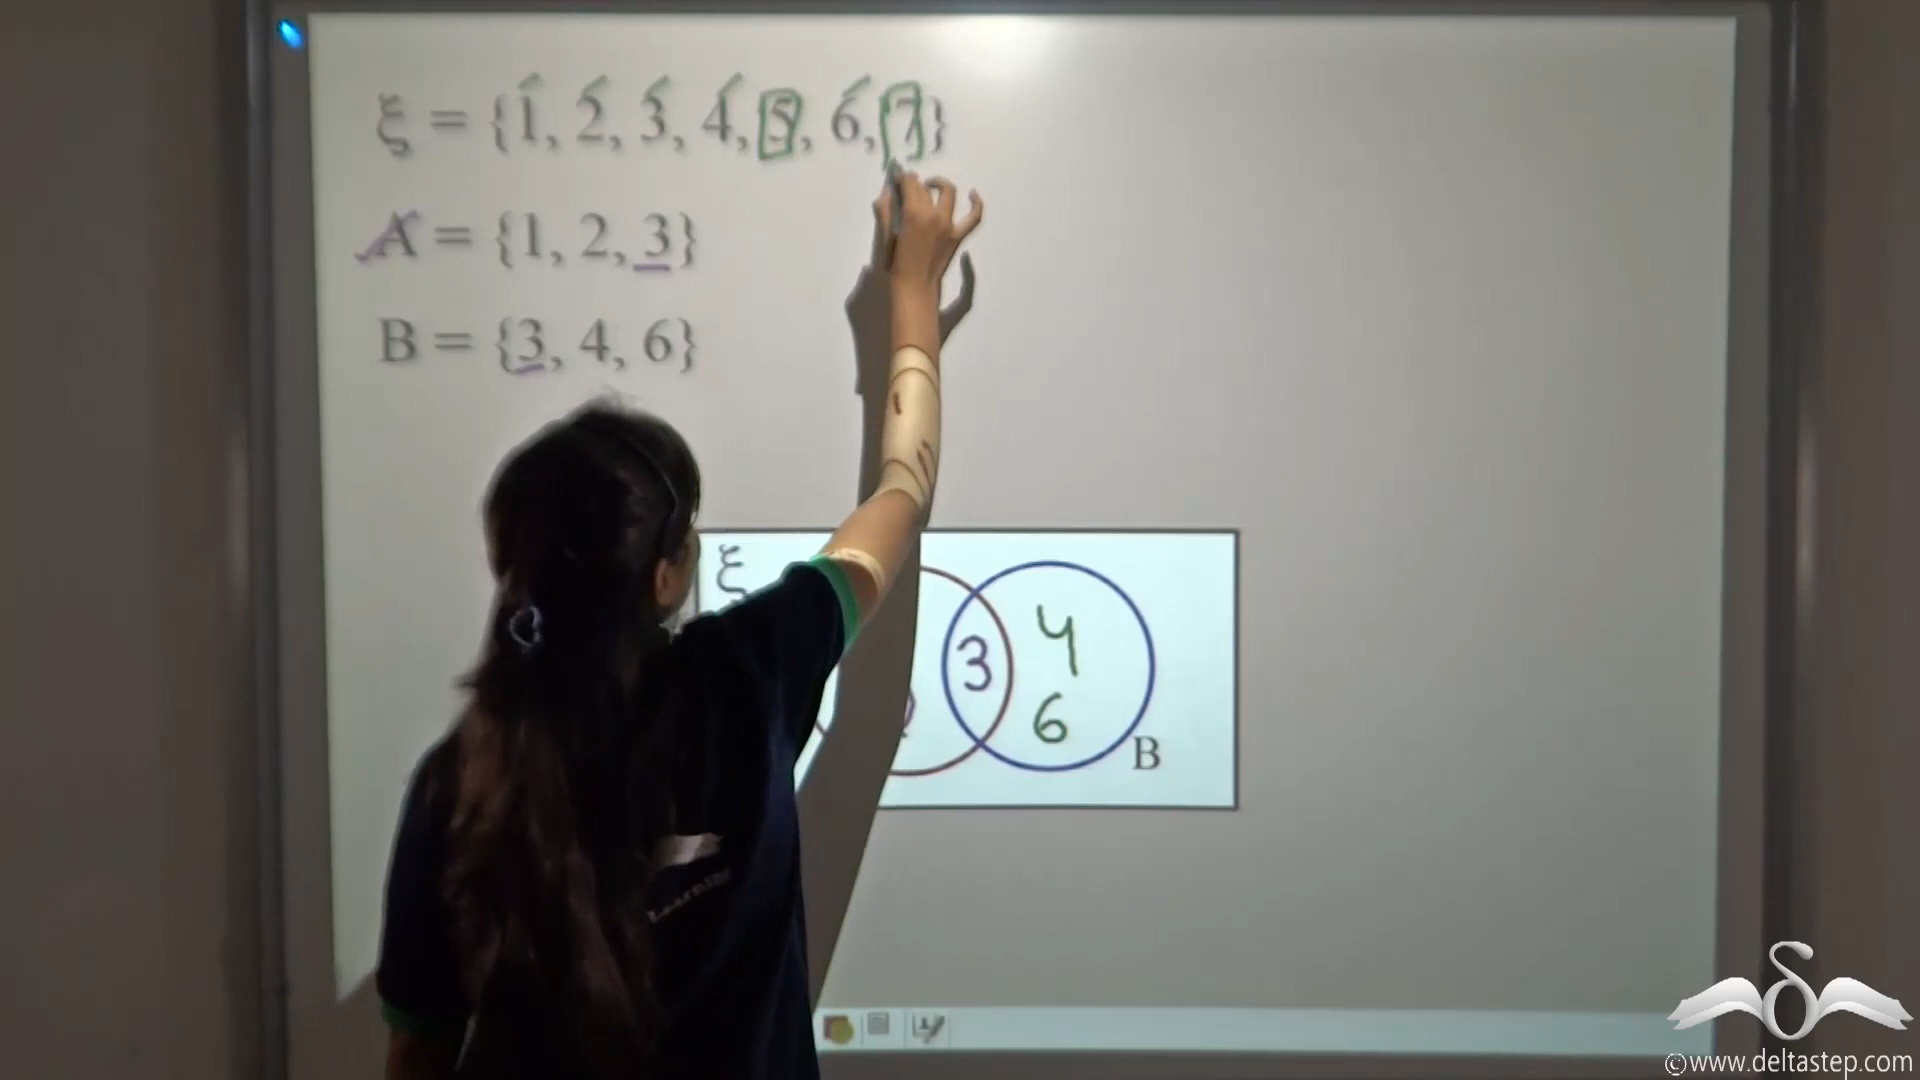 ξ = {1, 2, 3, 4, 5, 6, 7}
A = {1, 2, 3}
B = {3, 4, 6}
ξ
3
4
6
B
Learning
©www.deltastep.com